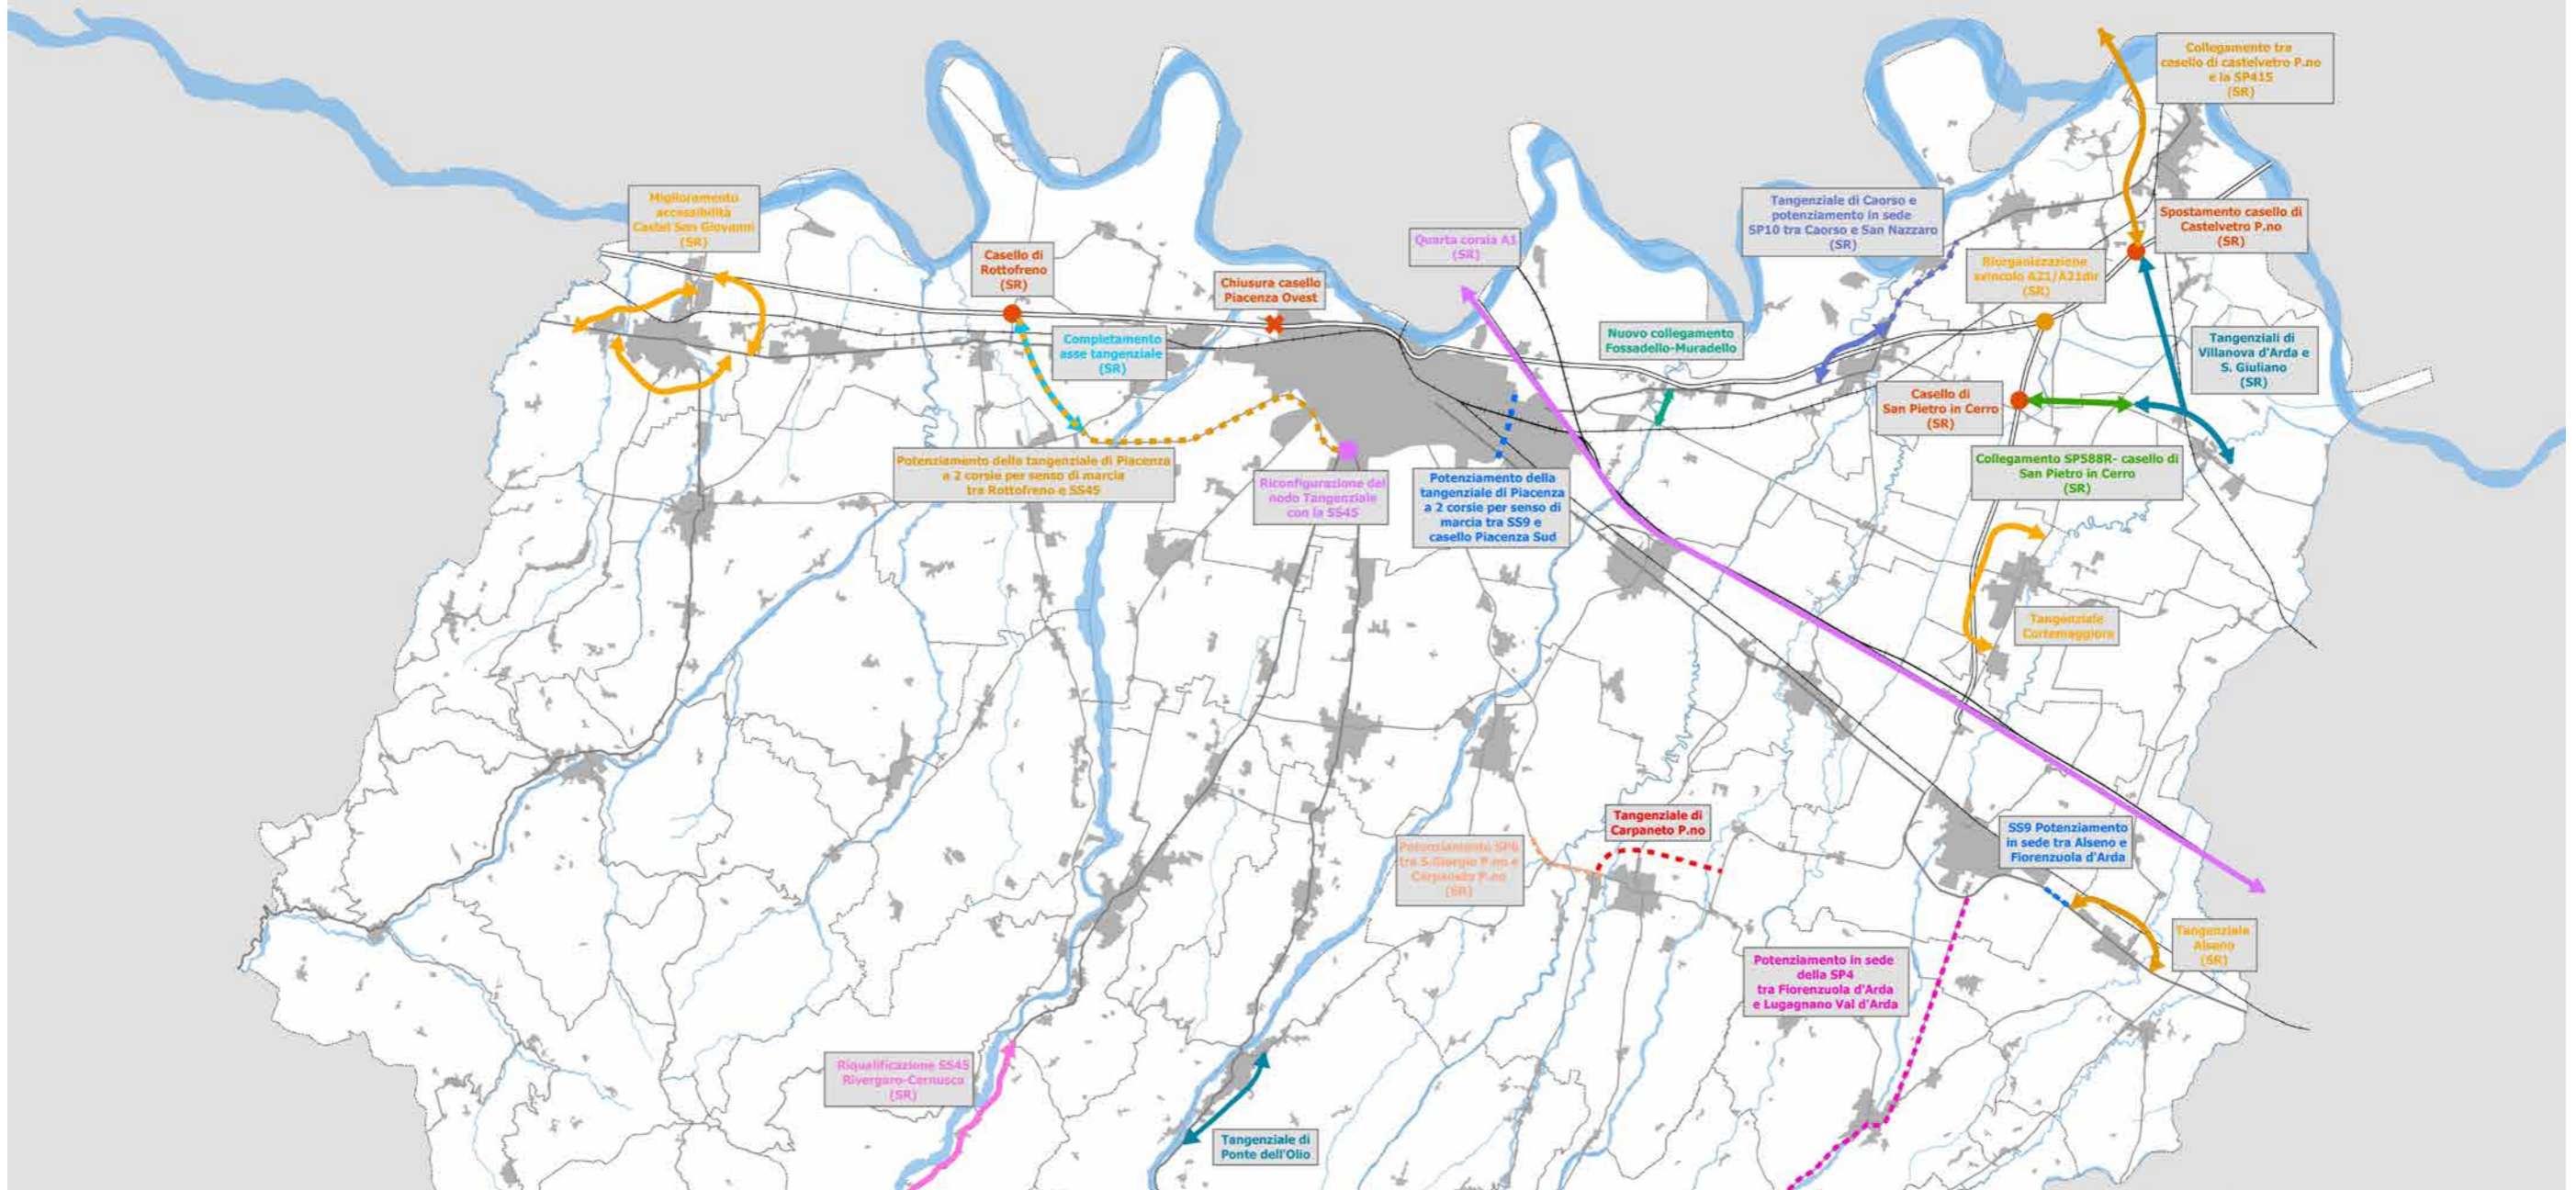 Collegamento tra
casello di castelvetro P.no
e la SP415
(SR)
Miglioramento
accessibilità
Castel San Giovanni
(SR)
Tangenziale di Caorso e
potenziamento in sede
SP10 tra Caorso e San Nazzaro
(SR)
Spostamento casello di
Castelvetro P.no
(SR)
Quarta corsia A1
(SR)
Casello di
Rottofreno
(SR)
Chiusura casello
Piacenza Ovest
Riorganizzazione
svincolo A21/A21dir
(SR)
Completamento
asse tangenziale
(SR)
Nuovo collegamento
Fossadello-Muradello
Tangenziali di
Villanova d'Arda e
S. Giuliano
(SR)
Casello di
San Pietro in Cerro
(SR)
Potenziamento della tangenziale di Piacenza
a 2 corsie per senso di marcia
tra Rottofreno e SS45
Riconfigurazione del
nodo Tangenziale
con la SS45
Potenziamento della
tangenziale di Piacenza
a 2 corsie per senso di
marcia tra SS9 e
casello Piacenza Sud
Collegamento SP588R- casello di
San Pietro in Cerro
(SR)
Tangenziale
Cortemaggiore
Tangenziale di
Carpaneto P.no
Potenziamento SP6
tra S.Giorgio P.no e
Carpaneto P.no
(SR)
SS9 Potenziamento
in sede tra Alseno e
Fiorenzuola d'Arda
Tangenziale
Alseno
(SR)
Potenziamento in sede
della SP4
tra Fiorenzuola d'Arda
e Lugagnano Val d'Arda
Riqualificazione SS45
Rivergaro-Cernusca
(SR)
Tangenziale di
Ponte dell'Olio